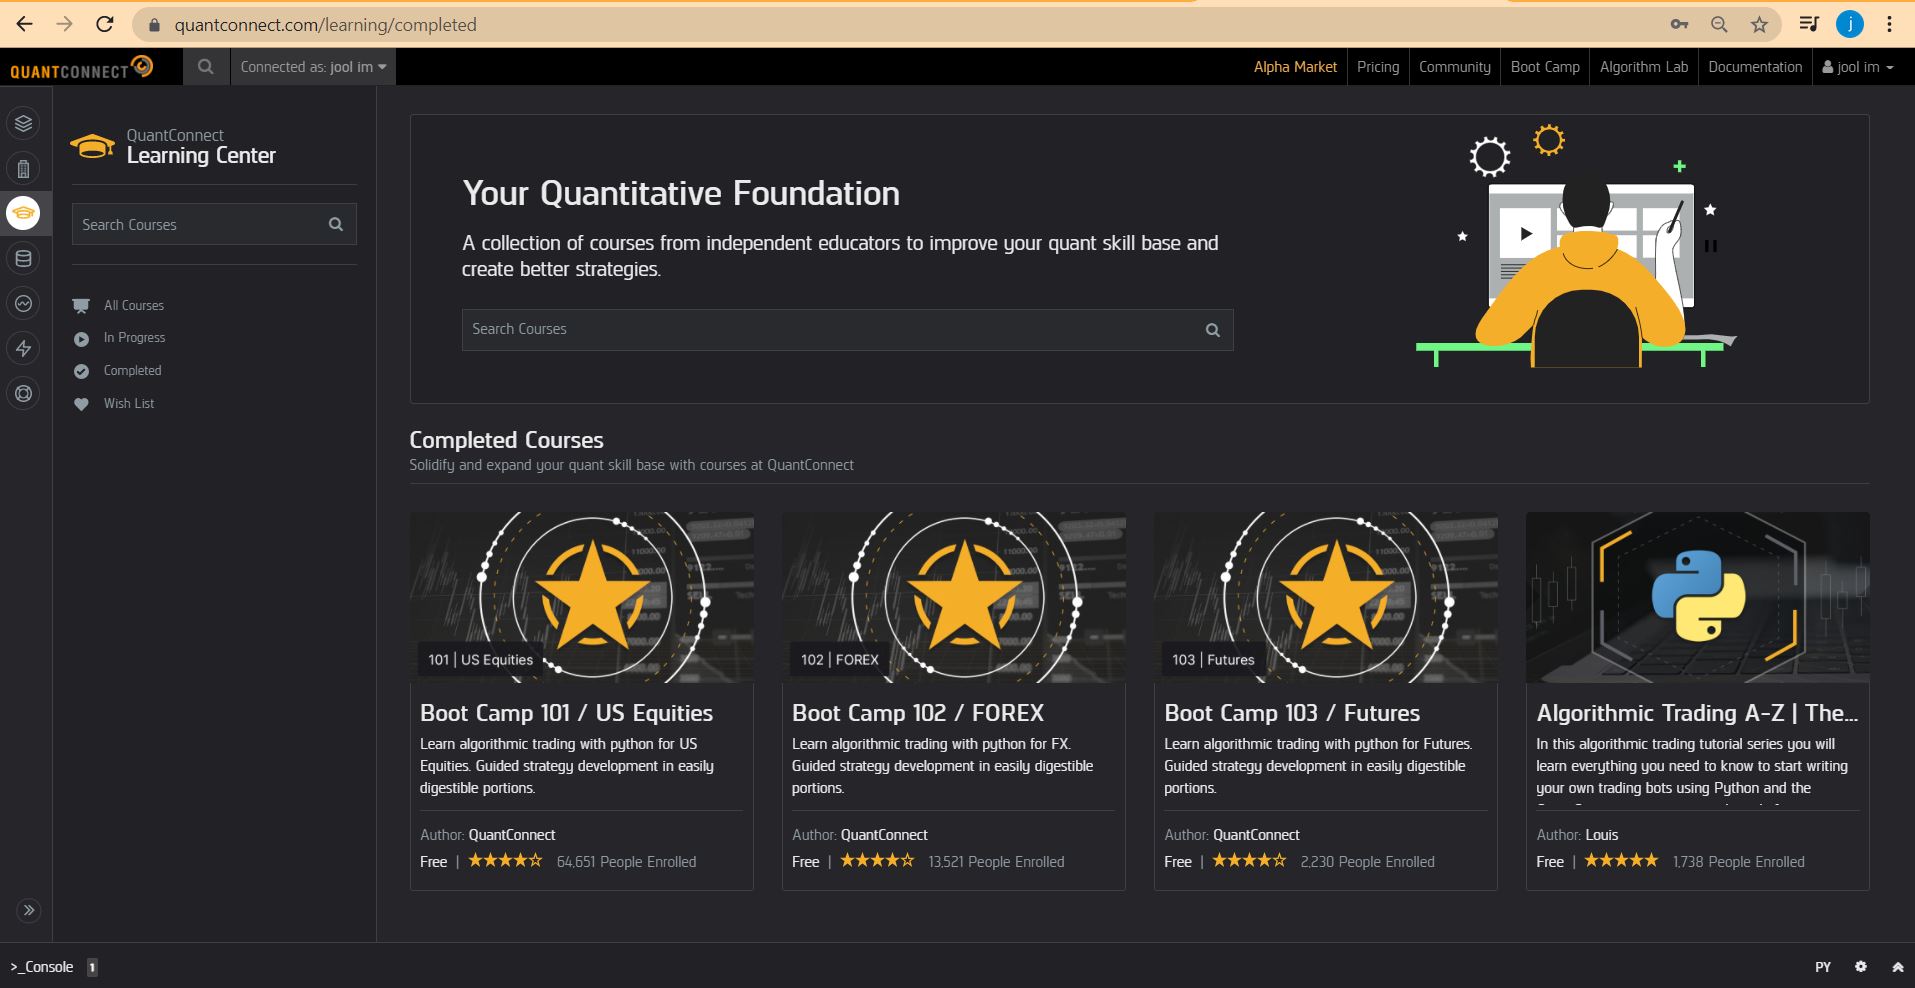 quantconnect.com/learning/completed
j
QUANTCONNECT
Connected as: jool im
Alpha Market
Pricing
Community
Boot Camp
Algorithm Lab
Documentation
jool im
QuantConnect
Learning Center
Search Courses
All Courses
In Progress
Completed
Wish List
Your Quantitative Foundation
A collection of courses from independent educators to improve your quant skill base and
create better strategies.
Search Courses
Completed Courses
Solidify and expand your quant skill base with courses at QuantConnect
101 | US Equities
Boot Camp 101 / US Equities
Learn algorithmic trading with python for US
Equities. Guided strategy development in easily
digestible portions.
Author: QuantConnect
Free | 64,651 People Enrolled
102 | FOREX
Boot Camp 102 / FOREX
Learn algorithmic trading with python for FX.
Guided strategy development in easily digestible
portions.
Author: QuantConnect
Free | 13,521 People Enrolled
103 | Futures
Boot Camp 103 / Futures
Learn algorithmic trading with python for Futures.
Guided strategy development in easily digestible
portions.
Author: QuantConnect
Free | 2,230 People Enrolled
Algorithmic Trading A-Z | The...
In this algorithmic trading tutorial series you will
learn everything you need to know to start writing
your own trading bots using Python and the
Author: Louis
Free | 1,738 People Enrolled
>_Console 1
PY